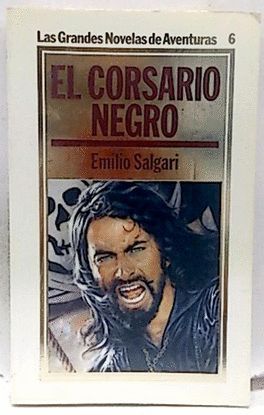 Las Grandes Novelas de Aventuras 6
EL CORSARIO
NEGRO
Emilio Salgari